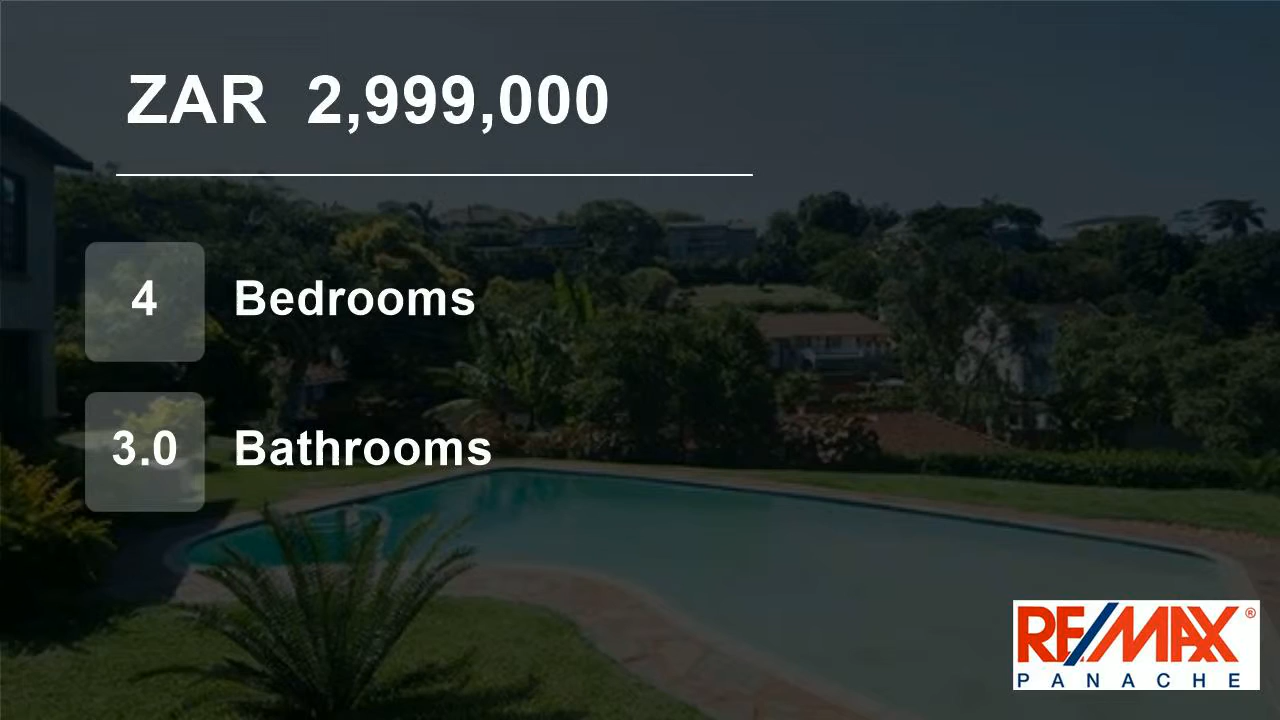 ZAR 2,999,000
4 Bedrooms
3.0 Bathrooms
RE/MAX®
PANACHE